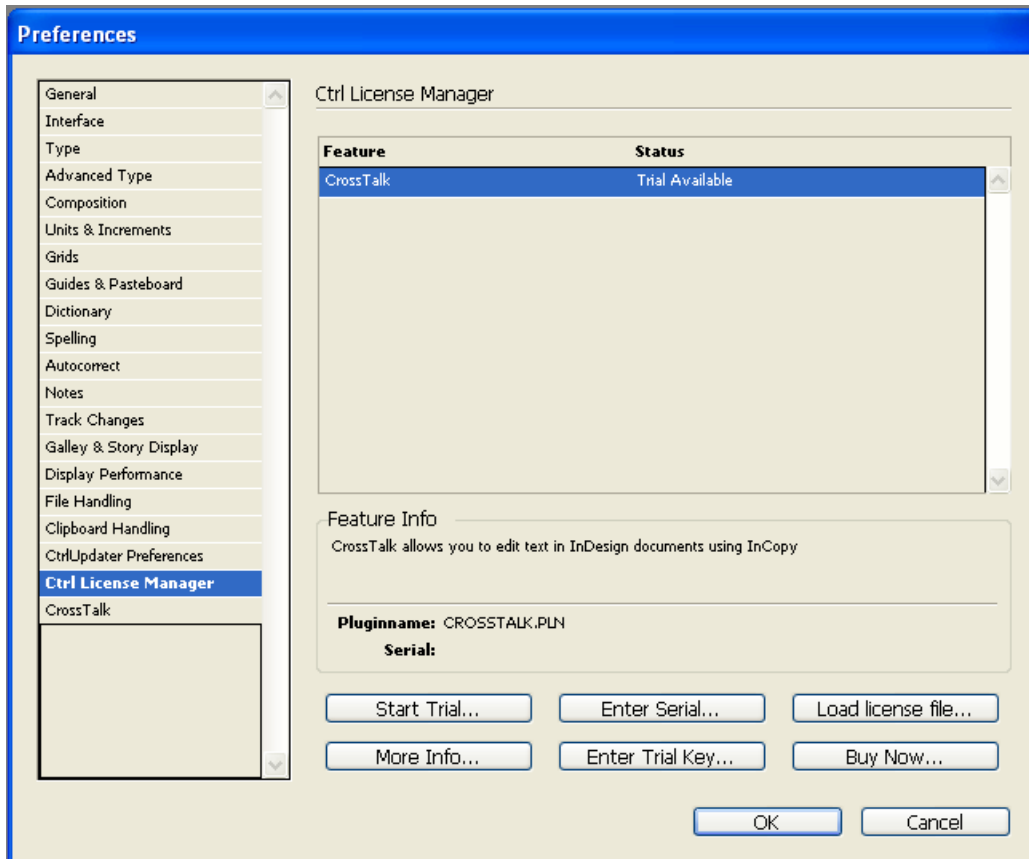 Preferences
General
Interface
Type
Advanced Type
Composition
Units & Increments
Grids
Guides & Pasteboard
Dictionary
Spelling
Autocorrect
Notes
Track Changes
Galley & Story Display
Display Performance
File Handling
Clipboard Handling
CtrlUpdater Preferences
Ctrl License Manager
CrossTalk
Ctrl License Manager
Feature Status
CrossTalk Trial Available
Feature Info
CrossTalk allows you to edit text in InDesign documents using InCopy
Pluginname: CROSSTALK.PLN
Serial:
Start Trial... Enter Serial... Load license file...
More Info... Enter Trial Key... Buy Now...
OK Cancel